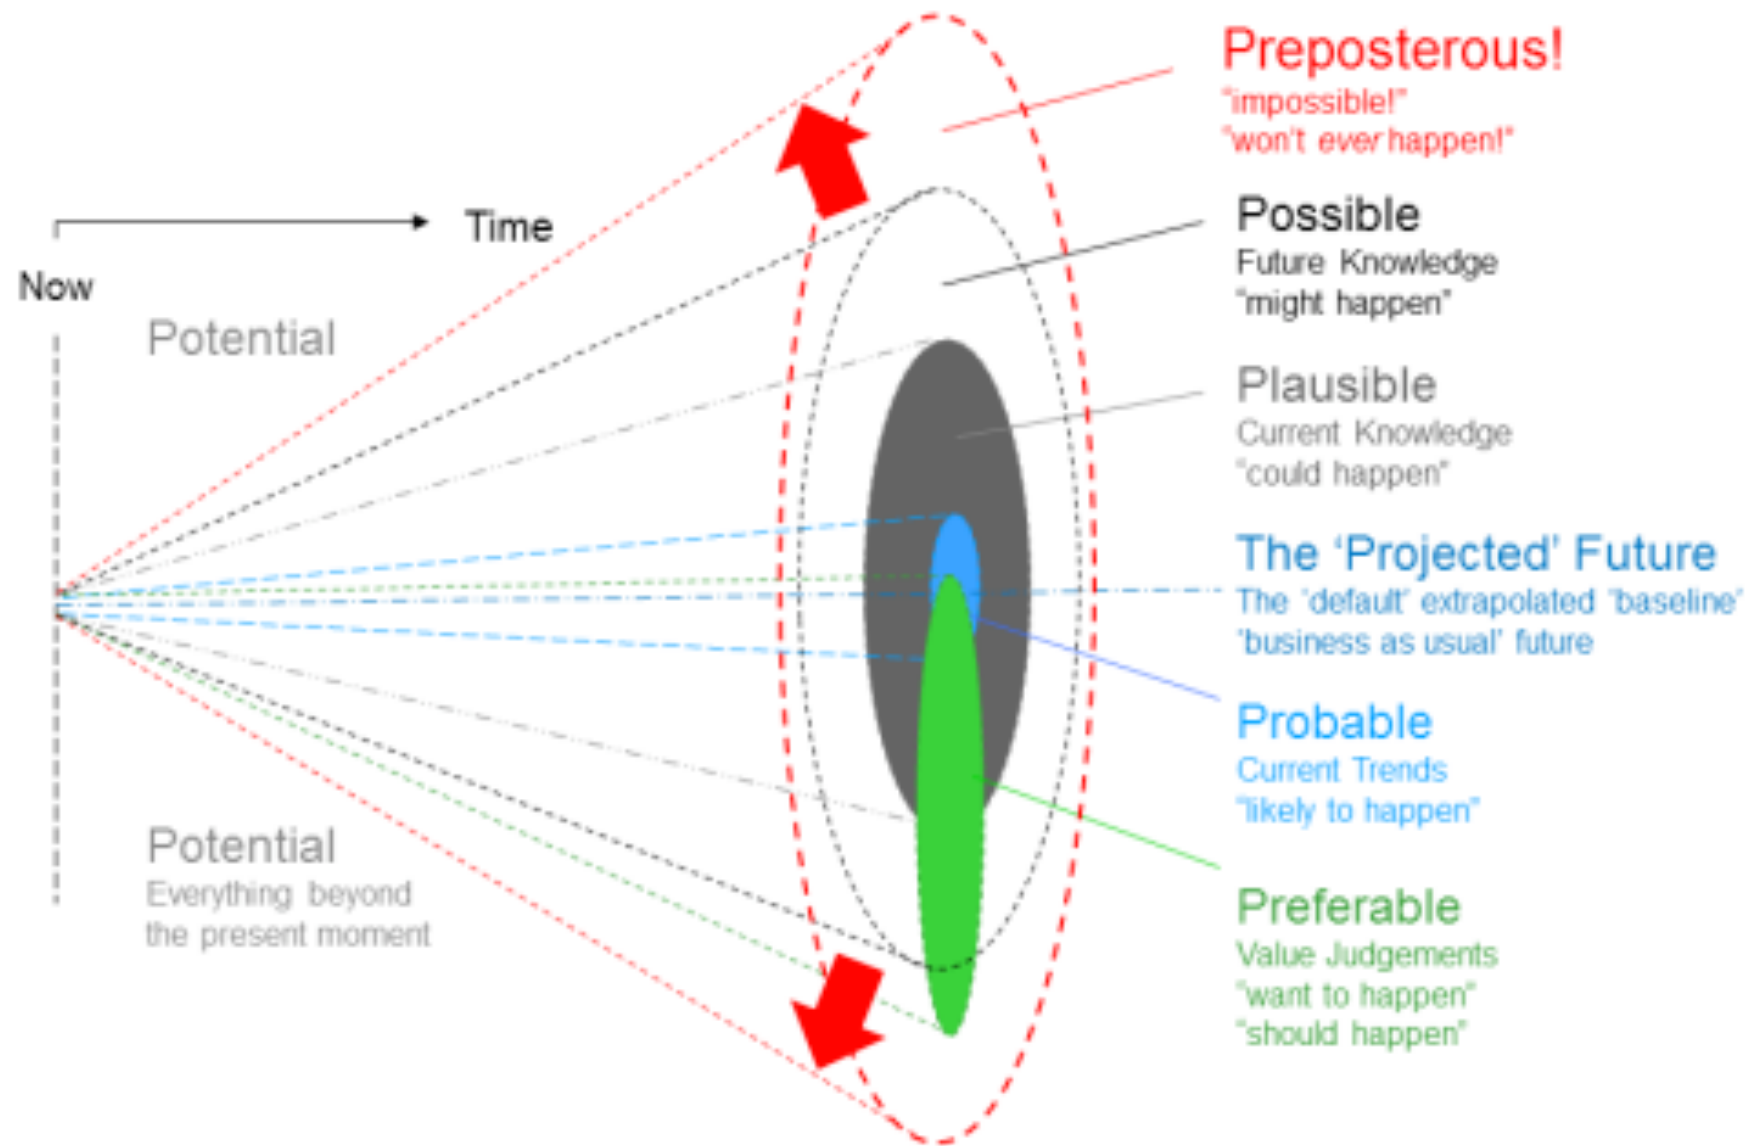 Preposterous!
"impossible!"
"won't ever happen!"
Time
Now
Potential
Possible
Future Knowledge
"might happen"
Plausible
Current Knowledge
"could happen"
The ‘Projected’ Future
The ‘default’ extrapolated ‘baseline’
‘business as usual’ future
Probable
Current Trends
"likely to happen"
Potential
Everything beyond
the present moment
Preferable
Value Judgements
"want to happen"
"should happen"